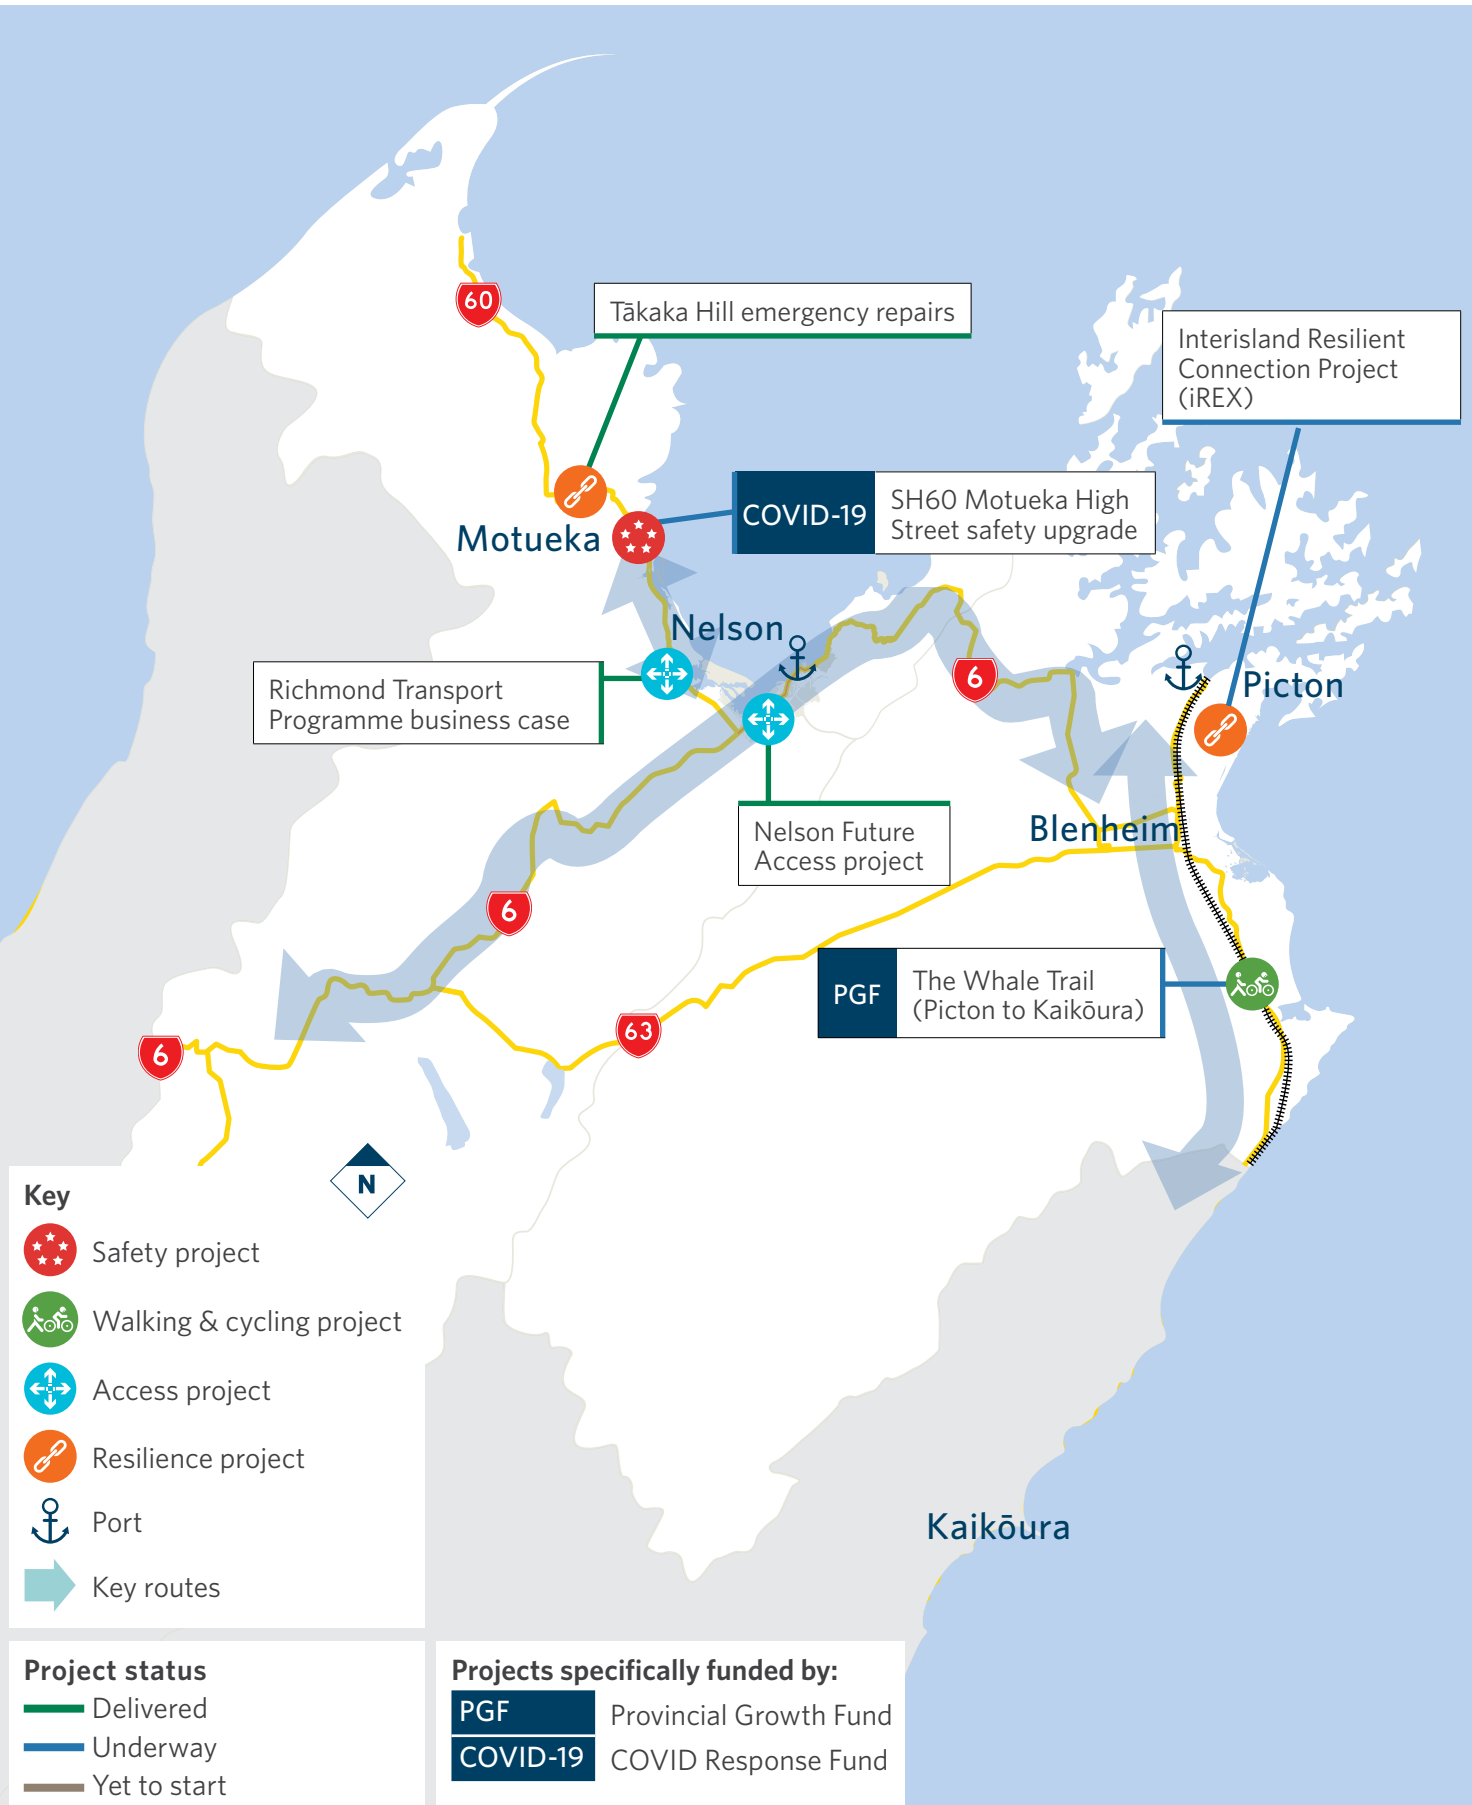 60
Tākaka Hill emergency repairs
Interisland Resilient
Connection Project
(iREX)
COVID-19
SH60 Motueka High
Street safety upgrade
Motueka
Nelson
6
Picton
Richmond Transport
Programme business case
Nelson Future
Access project
Blenheim
6
PGF
The Whale Trail
(Picton to Kaikōura)
63
6
N
Key
Safety project
Walking & cycling project
Access project
Resilience project
Port
Key routes
Kaikōura
Project status
Delivered
Underway
Yet to start
Projects specifically funded by:
PGF
Provincial Growth Fund
COVID-19
COVID Response Fund